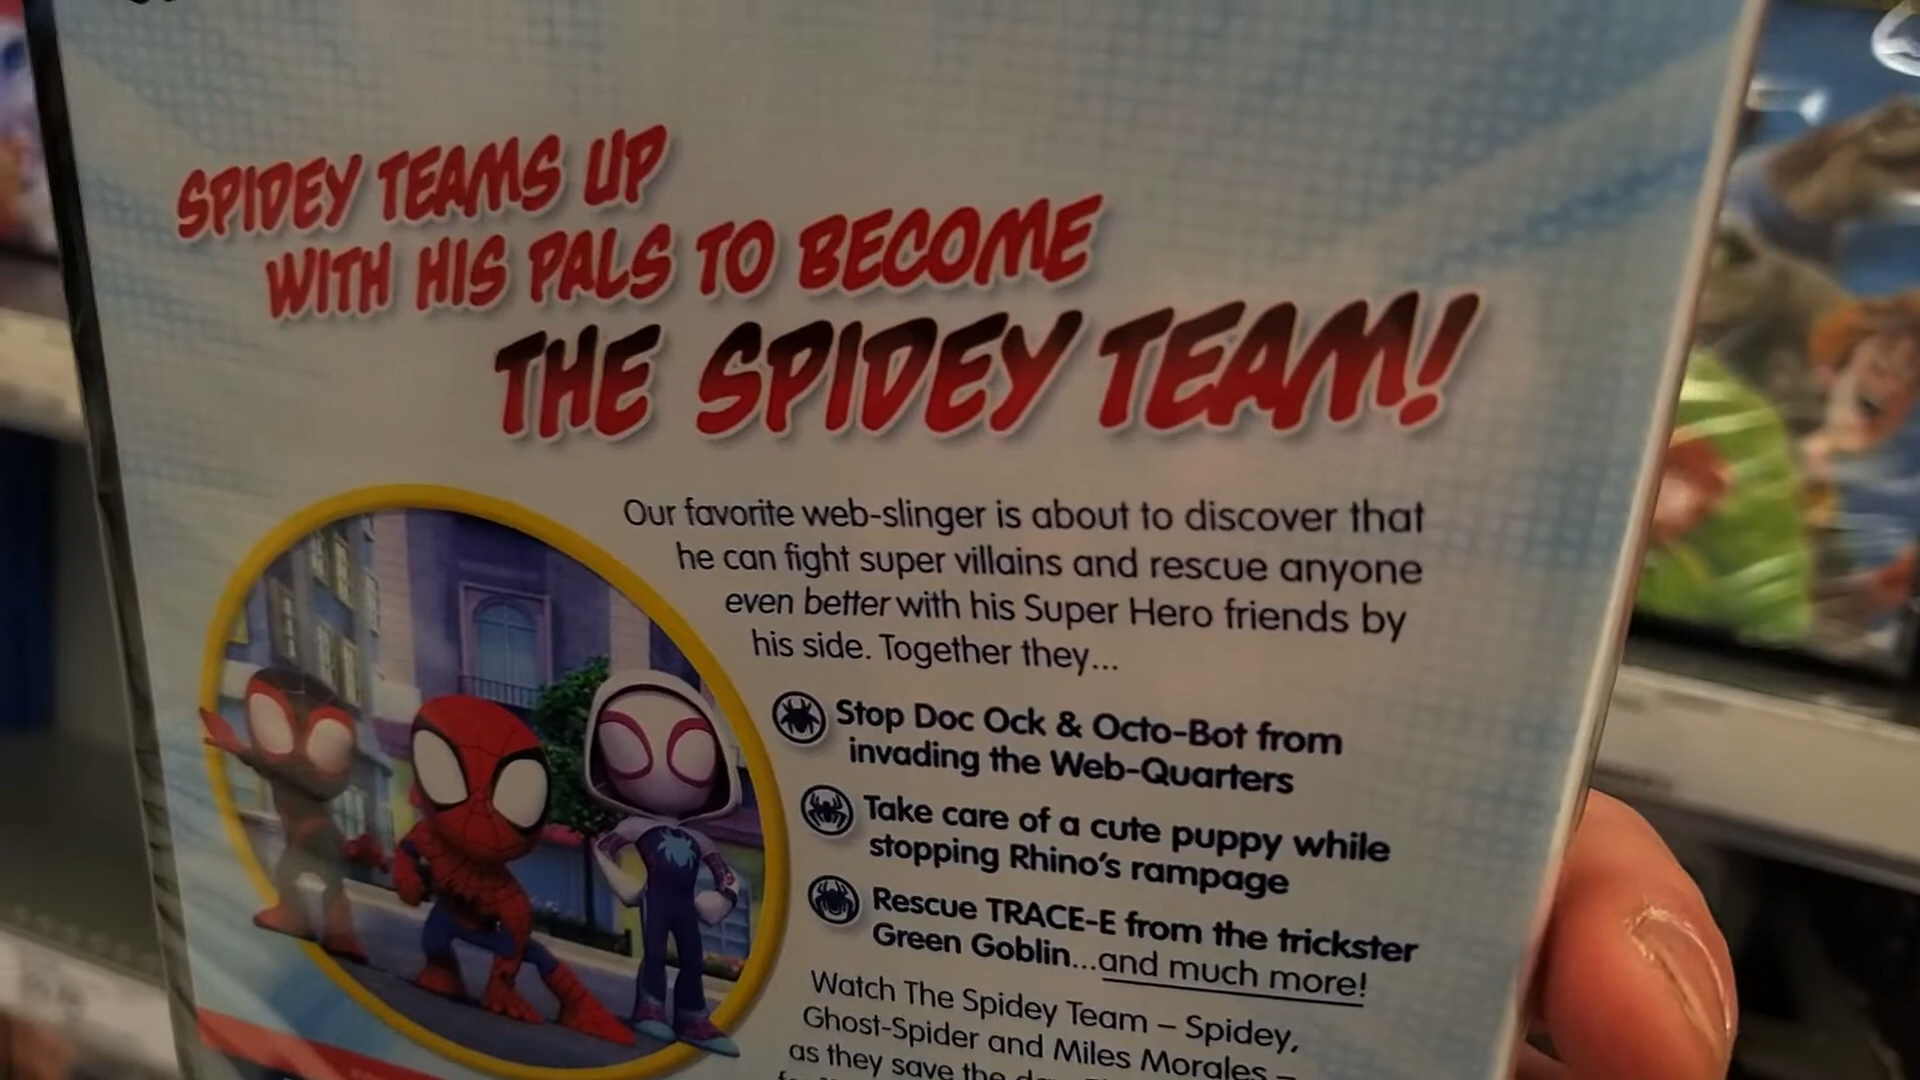 SPIDEY TEAMS UP
WITH HIS PALS TO BECOME
THE SPIDEY TEAM!
Our favorite web-slinger is about to discover that
he can fight super villains and rescue anyone
even better with his Super Hero friends by
his side. Together they...
Stop Doc Ock & Octo-Bot from
invading the Web-Quarters
Take care of a cute puppy while
stopping Rhino's rampage
Rescue TRACE-E from the trickster
Green Goblin...and much more!
Watch The Spidey Team – Spidey,
Ghost-Spider and Miles Morales –
as they save the